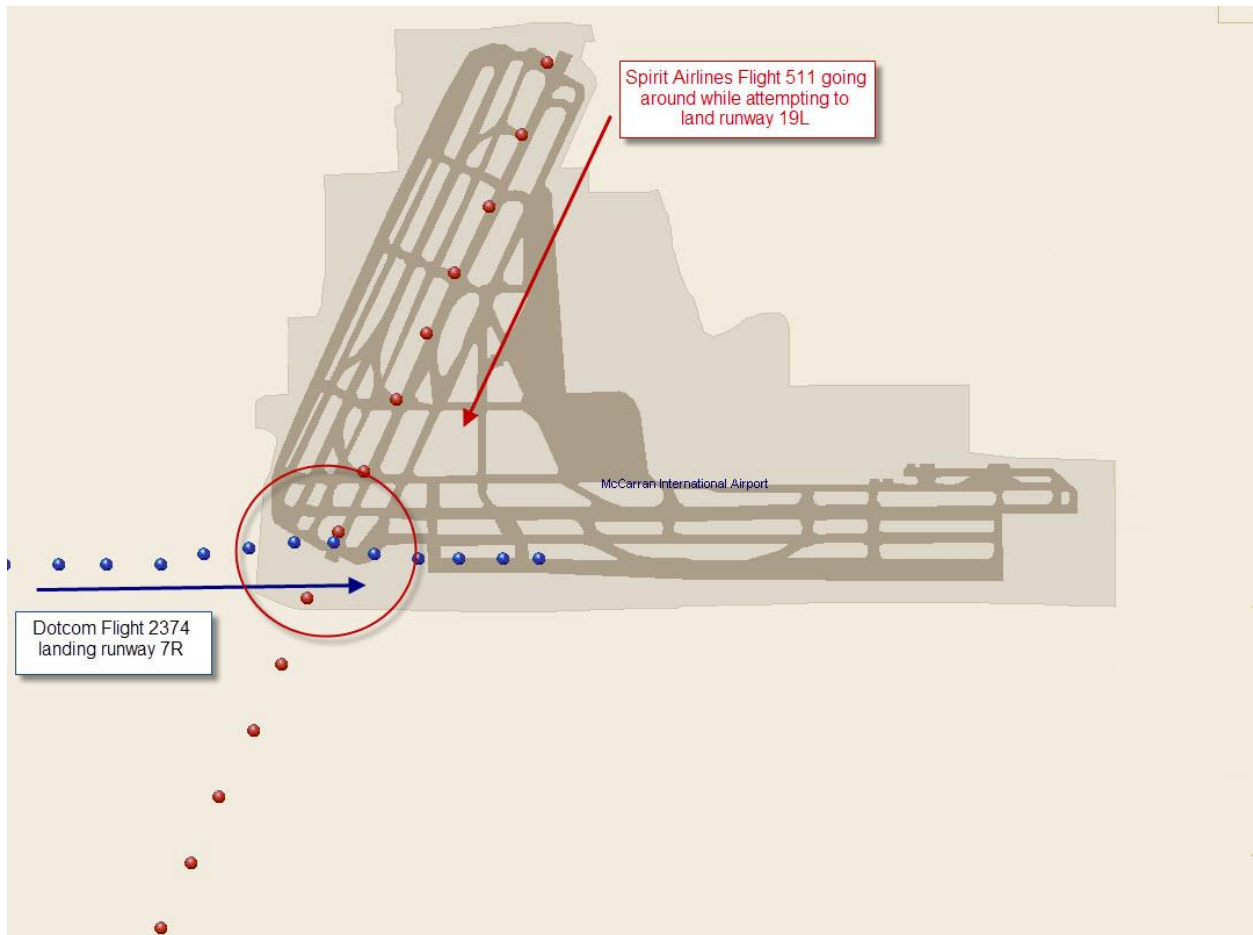 Spirit Airlines Flight 511 going
around while attempting to
land runway 19L
McCarran International Airport
Dotcom Flight 2374
landing runway 7R